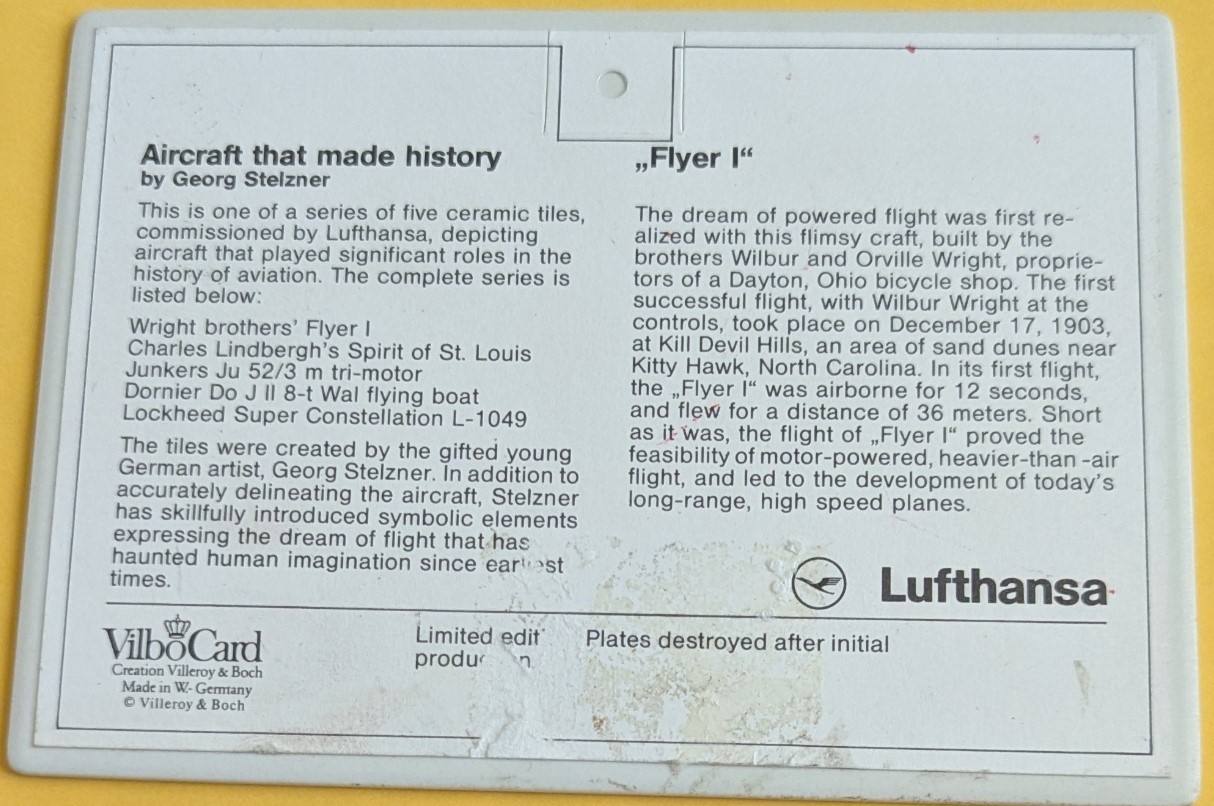 Aircraft that made history
by Georg Stelzner
This is one of a series of five ceramic tiles,
commissioned by Lufthansa, depicting
aircraft that played significant roles in the
history of aviation. The complete series is
listed below:
Wright brothers' Flyer I
Charles Lindbergh's Spirit of St. Louis
Junkers Ju 52/3 m tri-motor
Dornier Do J II 8-t Wal flying boat
Lockheed Super Constellation L-1049
The tiles were created by the gifted young
German artist, Georg Stelzner. In addition to
accurately delineating the aircraft, Stelzner
has skillfully introduced symbolic elements
expressing the dream of flight that has
haunted human imagination since
times.
„Flyer I“
The dream of powered flight was first re-
alized with this flimsy craft, built by the
brothers Wilbur and Orville Wright, proprie-
tors of a Dayton, Ohio bicycle shop. The first
successful flight, with Wilbur Wright at the
controls, took place on December 17, 1903,
at Kill Devil Hills, an area of sand dunes near
Kitty Hawk, North Carolina. In its first flight,
the „Flyer I“ was airborne for 12 seconds,
and flew for a distance of 36 meters. Short
as it was, the flight of „Flyer I“ proved the
feasibility of motor-powered, heavier-than -air
flight, and led to the development of today's
long-range, high speed planes.
Lufthansa
VilboCard
Creation Villeroy & Boch
Made in W.- Germany
© Villeroy & Boch
Limited Plates destroyed after initial